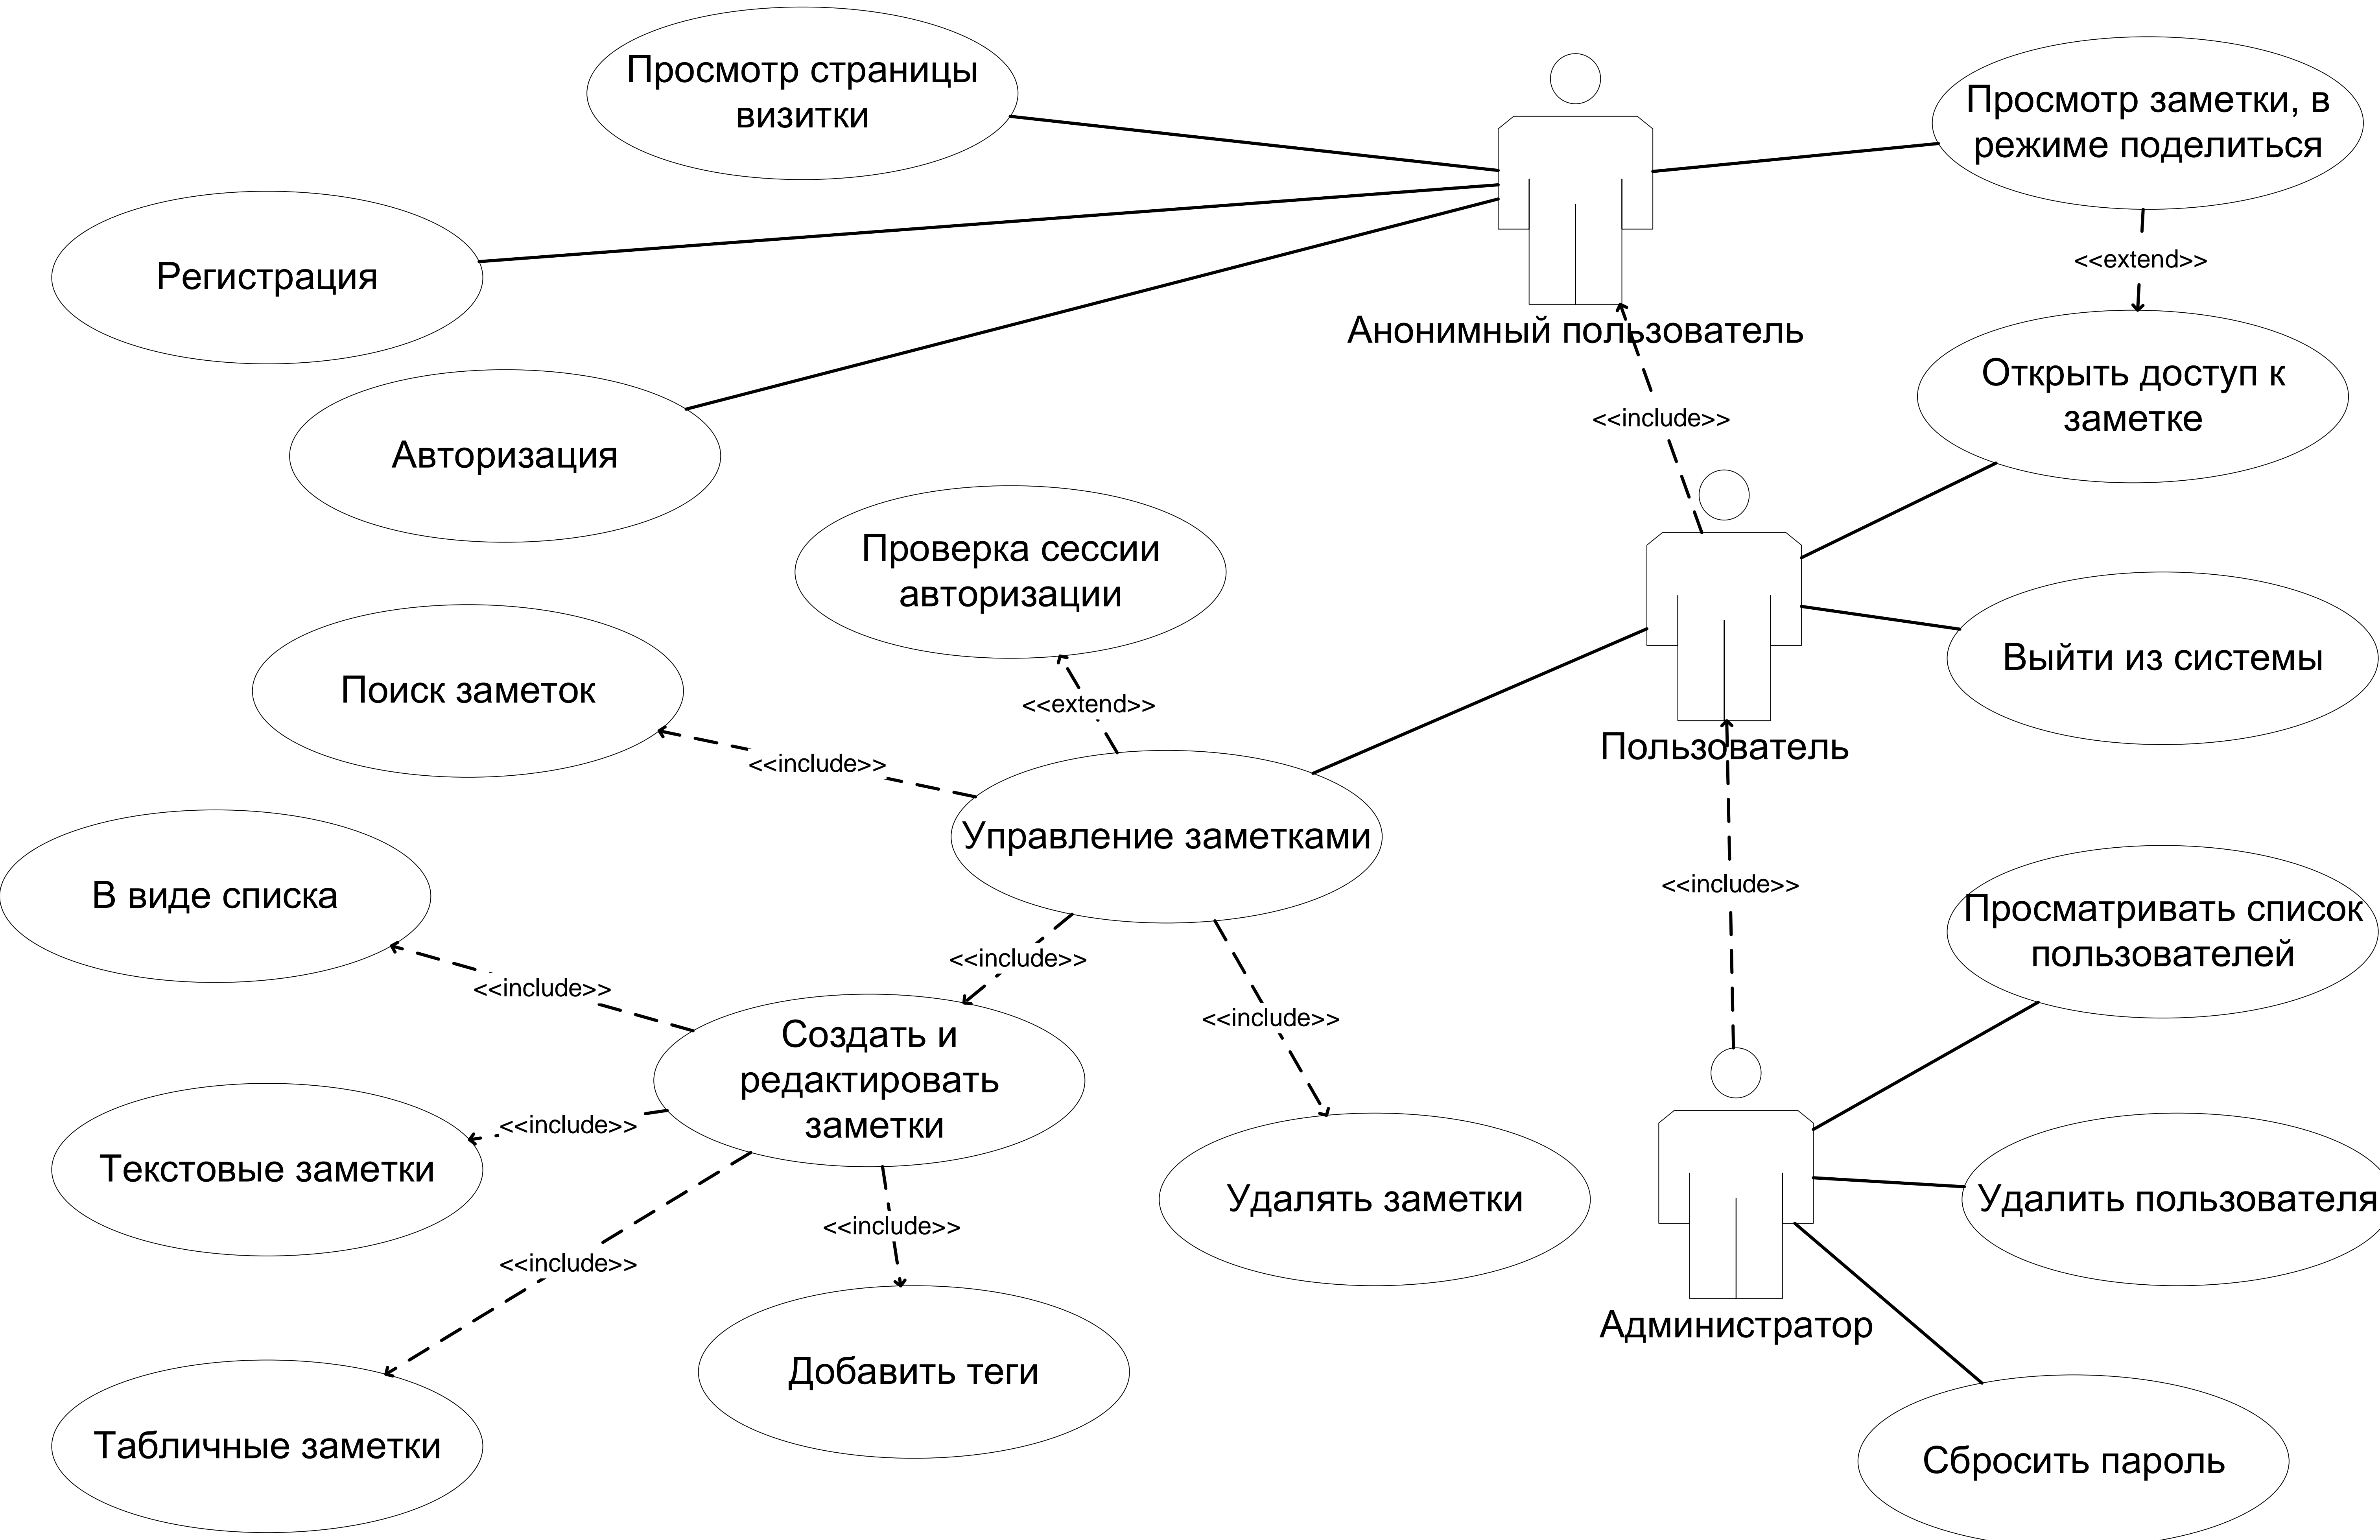 Просмотр страницы
визитки
Просмотр заметки, в
режиме поделиться
Регистрация
<<extend>>
Анонимный пользователь
Открыть доступ к
заметке
<<include>>
Авторизация
Проверка сессии
авторизации
Выйти из системы
Поиск заметок
<<extend>>
Пользователь
<<include>>
Управление заметками
<<include>>
В виде списка
Просматривать список
пользователей
<<include>>
<<include>>
<<include>>
Создать и
редактировать
заметки
<<include>>
Текстовые заметки
Удалять заметки
Удалить пользователя
<<include>>
<<include>>
Администратор
Добавить теги
Табличные заметки
Сбросить пароль